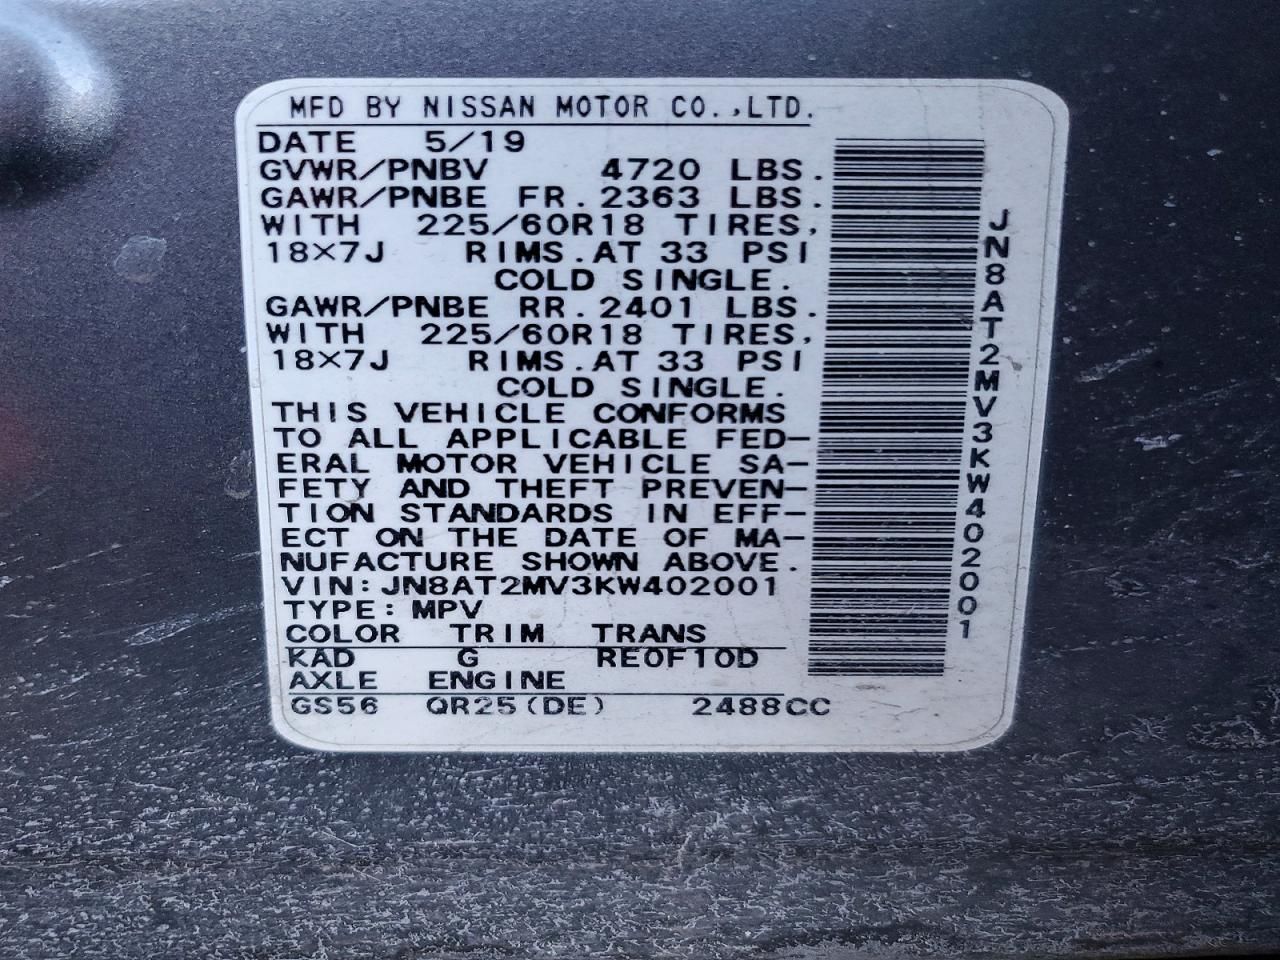 MFD BY NISSAN MOTOR CO.,LTD.
DATE 5/19
GVWR/PNBV 4720 LBS.
GAWR/PNBE FR.2363 LBS.
WITH 225/60R18 TIRES,
18×7J RIMS.AT 33 PSI
COLD SINGLE.
GAWR/PNBE RR.2401 LBS.
WITH 225/60R18 TIRES,
18×7J RIMS.AT 33 PSI
COLD SINGLE.
THIS VEHICLE CONFORMS
TO ALL APPLICABLE FED-
ERAL MOTOR VEHICLE SA-
FETY AND THEFT PREVEN-
TION STANDARDS IN EFF-
ECT ON THE DATE OF MA-
NUFACTURE SHOWN ABOVE.
VIN:JN8AT2MV3KW402001
TYPE:MPV
COLOR TRIM TRANS
KAD G RE0F10D
AXLE ENGINE
GS56 QR25(DE) 2488CC
JN8AT2MV3KW402001